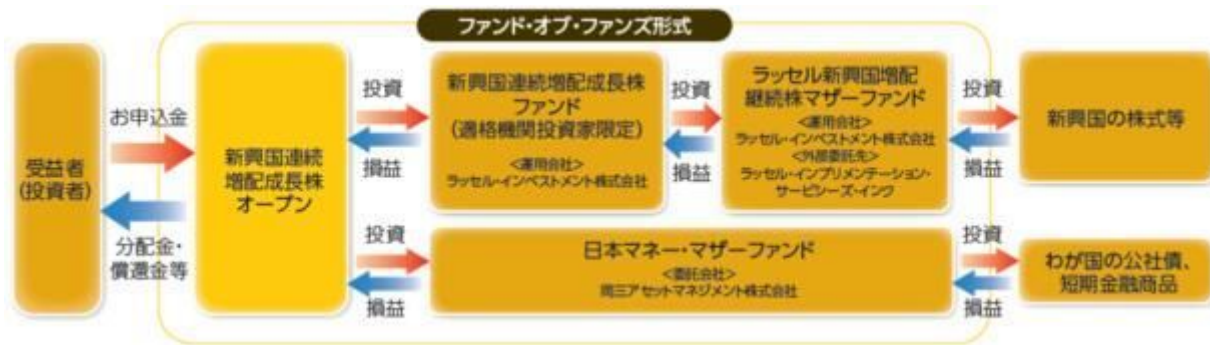 ファンド・オブ・ファンズ形式
受益者
(投資者)
お申込金
分配金・
償還金等
新興国連続
増配成長株
オープン
投資
損益
新興国連続増配成長株
ファンド
(適格機関投資家限定)
<運用会社>
ラッセル・インベストメント株式会社
投資
損益
ラッセル新興国増配
継続株マザーファンド
<運用会社>
ラッセル・インベストメント株式会社
<外部委託先>
ラッセル・インプリメンテーション・
サービシーズ・インク
投資
損益
新興国の株式等
投資
損益
日本マネー・マザーファンド
<委託会社>
岡三アセットマネジメント株式会社
投資
損益
わが国の公社債、
短期金融商品